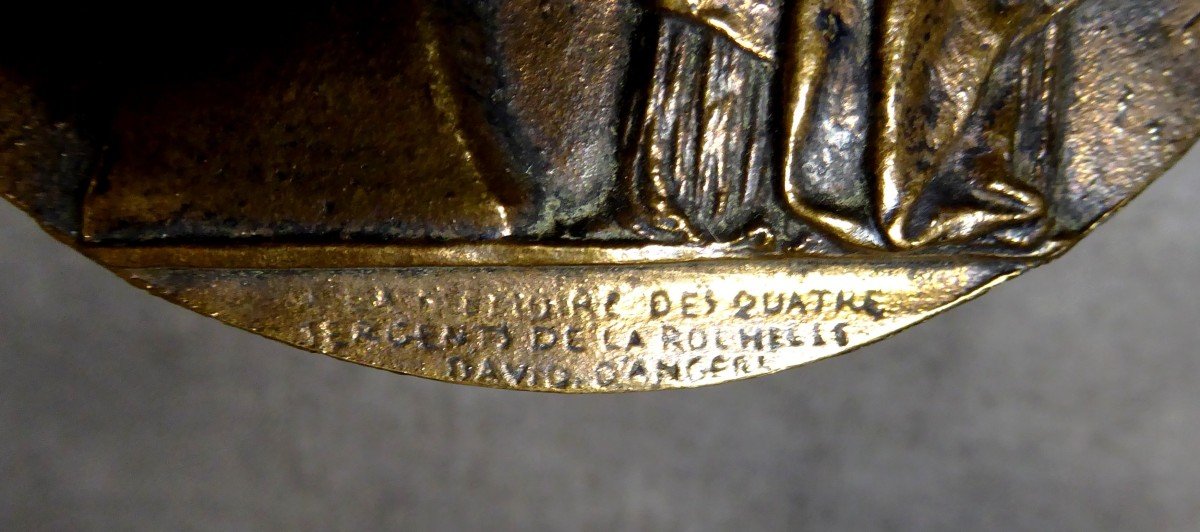 A LA MEMOIRE DES QUATRE
SERGENTS DE LA ROCHELLE
DAVID. D'ANGERS